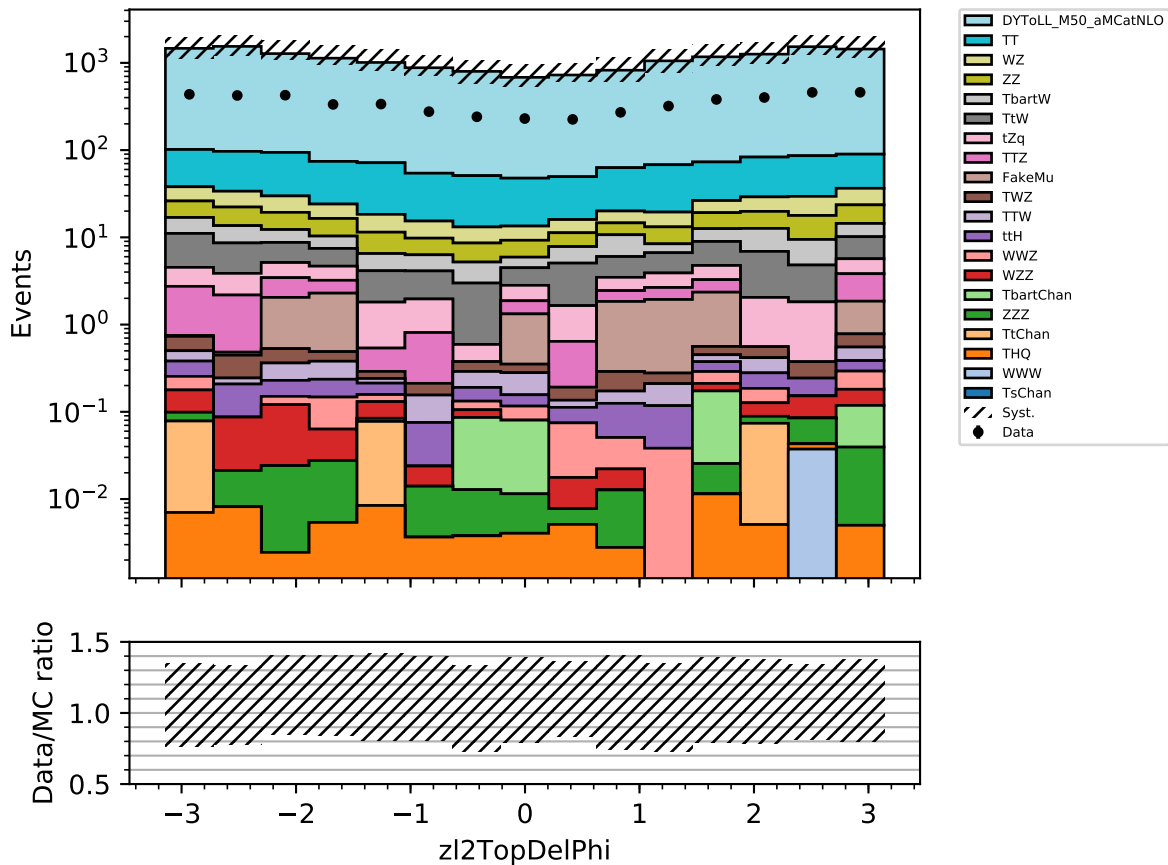 10³
10²
10¹
10⁰
10⁻¹
10⁻²
Events
DYToLL_M50_aMCatNLO
TT
WZ
ZZ
TbartW
TtW
tZq
TTZ
FakeMu
TWZ
TTW
ttH
WWZ
WZZ
TbartChan
ZZZ
TtChan
THQ
WWW
TsChan
Syst.
Data
1.5
1.0
0.5
Data/MC ratio
−3 −2 −1 0 1 2 3
zl2TopDelPhi